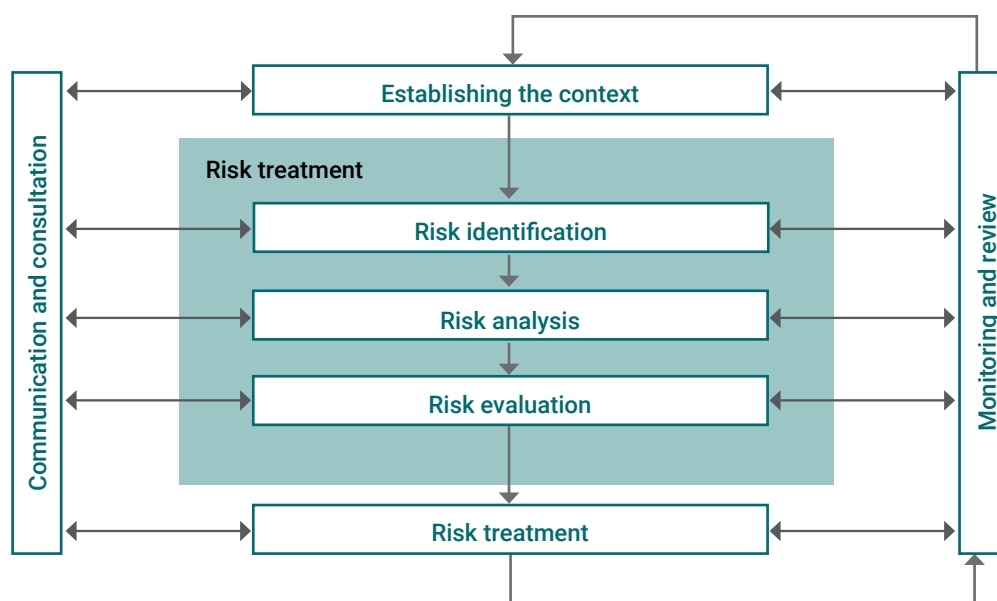 Establishing the context
Communication and consultation
Risk treatment
Risk identification
Risk analysis
Risk evaluation
Risk treatment
Monitoring and review